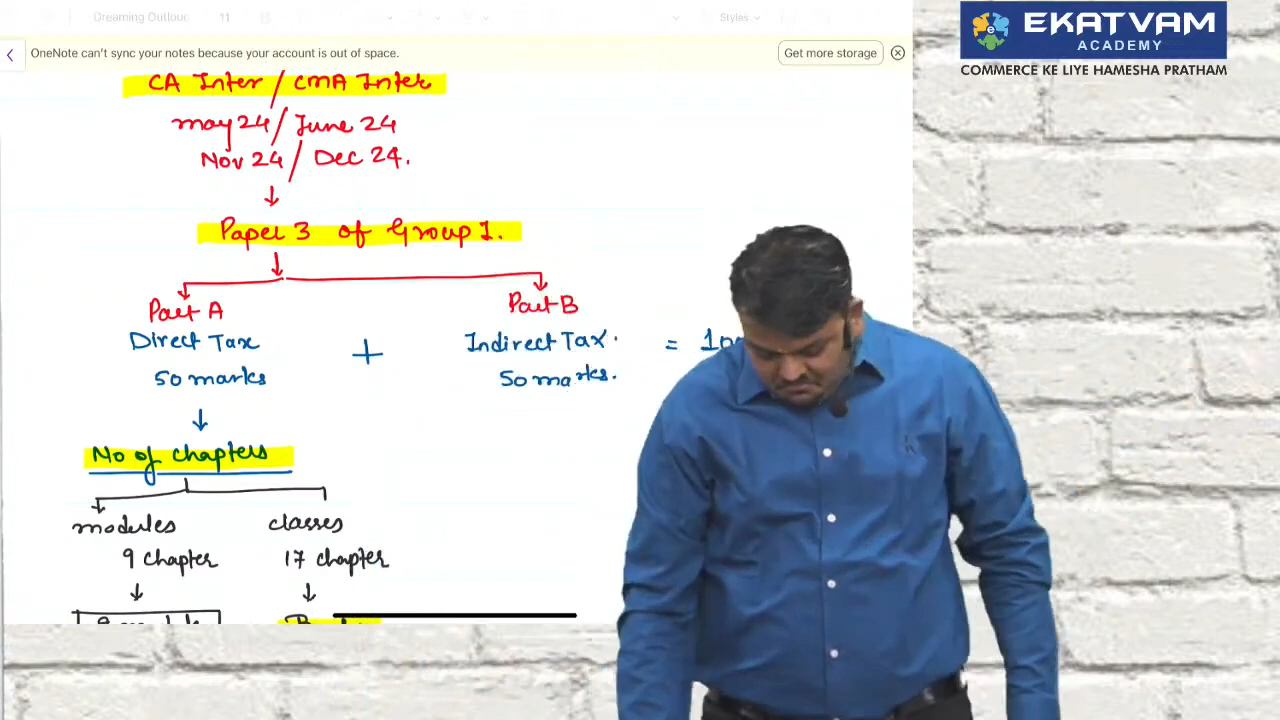 Dreaming Outloud 11 Styles
OneNote can't sync your notes because your account is out of space.
Get more storage
EKATVAM
ACADEMY
COMMERCE KE LIYE HAMESHA PRATHAM
CA Inter / CMA Inter
may 24 / June 24
Nov 24 / Dec 24.
Paper 3 of Group 1.
Part A
Part B
Direct Tax + Indirect Tax. =
50 marks
50 marks.
No of chapters
modules
classes
9 chapter
17 chapter